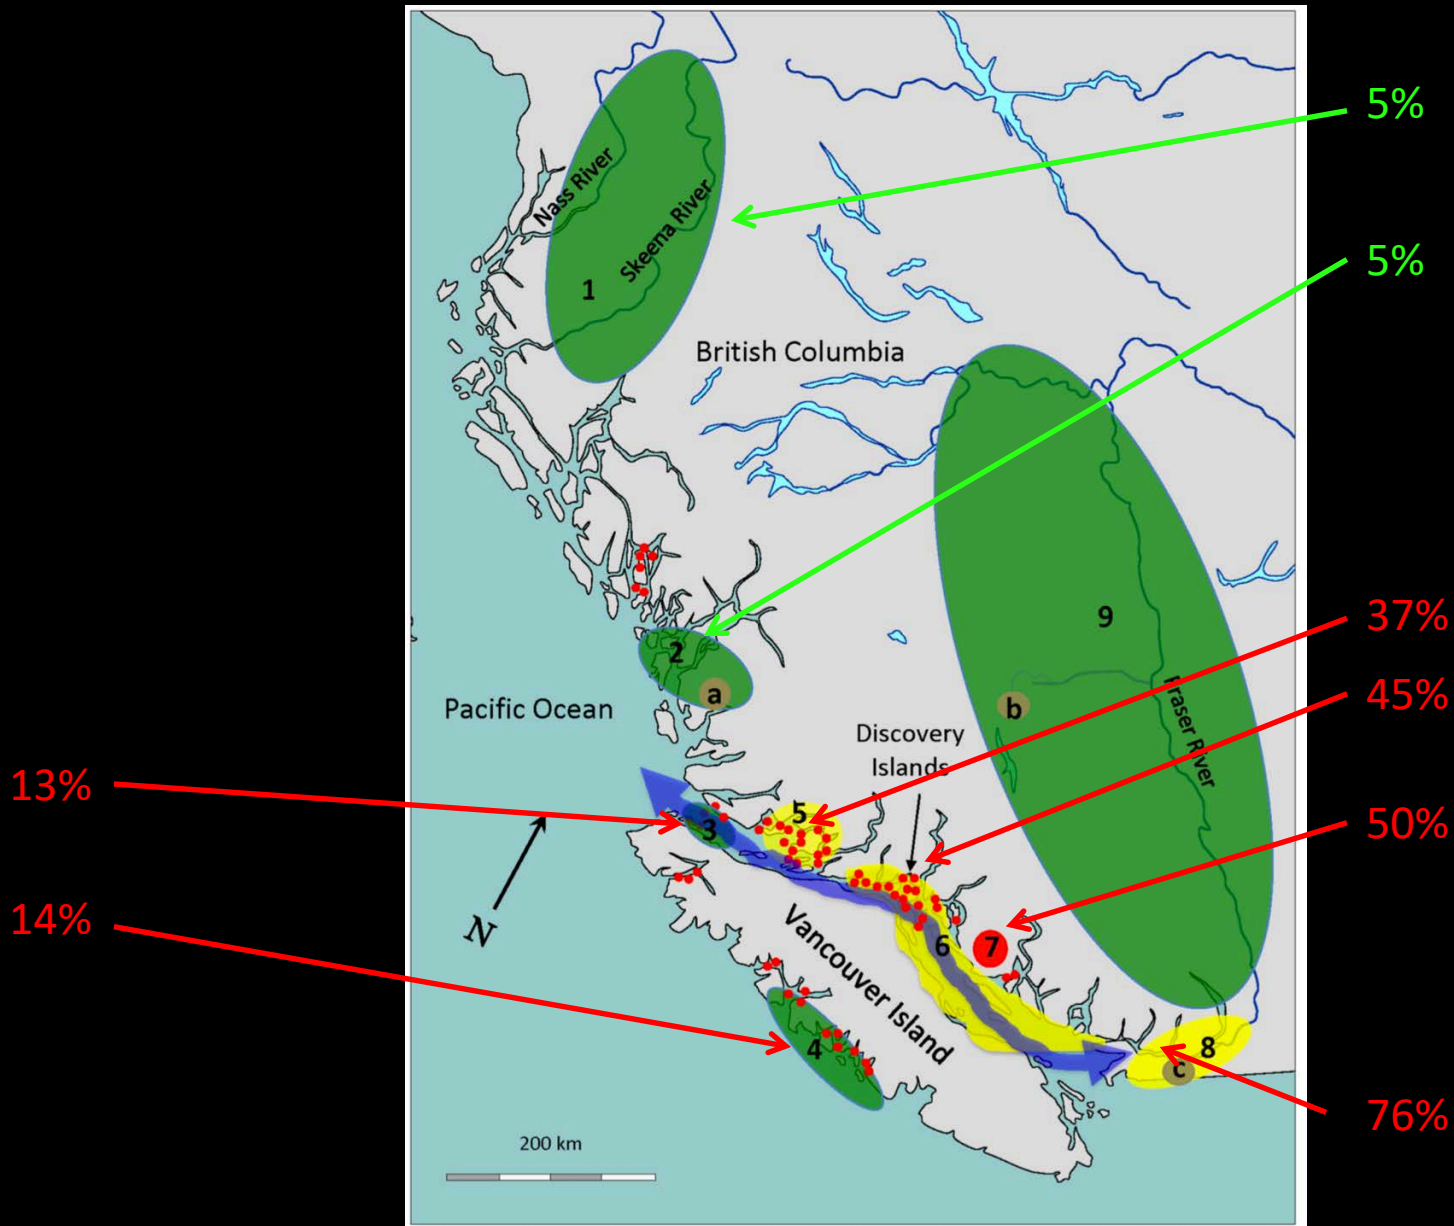 5%
Nass River
Skeena River
5%
1
British Columbia
9
37%
2
a
45%
b
Fraser River
Pacific Ocean
Discovery
Islands
13%
5
3
50%
14%
N
Vancouver Island
6
7
4
8
c
76%
200 km